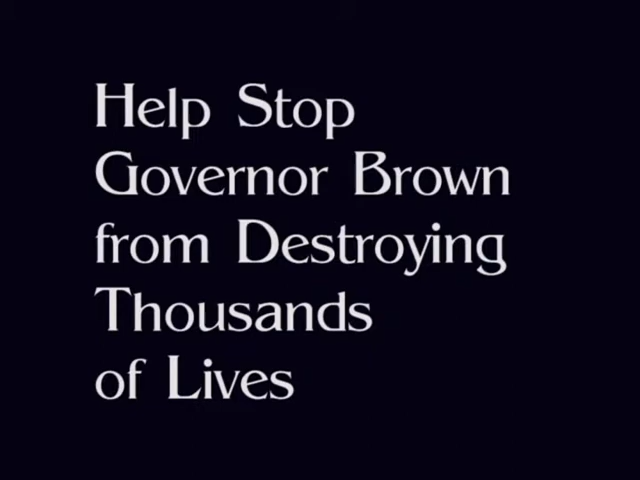 Help Stop
Governor Brown
from Destroying
Thousands
of Lives